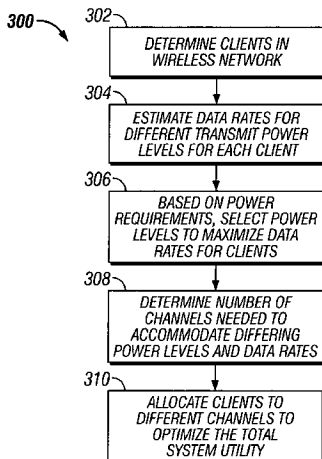 300
302
DETERMINE CLIENTS IN
WIRELESS NETWORK
304
ESTIMATE DATA RATES FOR
DIFFERENT TRANSMIT POWER
LEVELS FOR EACH CLIENT
306
BASED ON POWER
REQUIREMENTS, SELECT POWER
LEVELS TO MAXIMIZE DATA
RATES FOR CLIENTS
308
DETERMINE NUMBER OF
CHANNELS NEEDED TO
ACCOMMODATE DIFFERING
POWER LEVELS AND DATA RATES
310
ALLOCATE CLIENTS TO
DIFFERENT CHANNELS TO
OPTIMIZE THE TOTAL
SYSTEM UTILITY